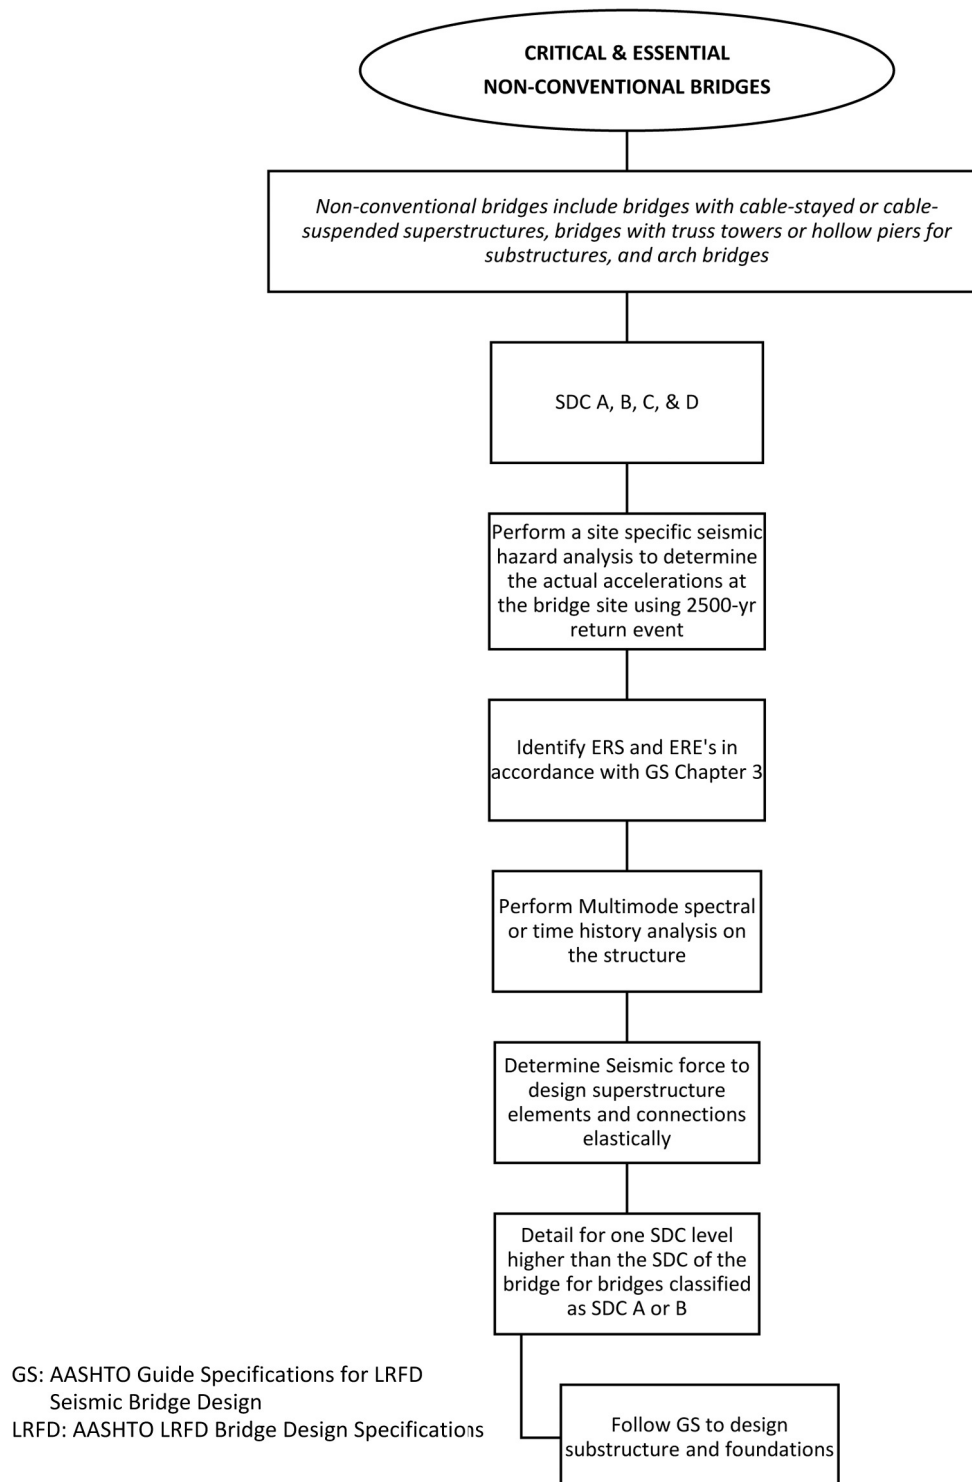 CRITICAL & ESSENTIAL
NON-CONVENTIONAL BRIDGES
Non-conventional bridges include bridges with cable-stayed or cable-
suspended superstructures, bridges with truss towers or hollow piers for
substructures, and arch bridges
SDC A, B, C, & D
Perform a site specific seismic
hazard analysis to determine
the actual accelerations at
the bridge site using 2500-yr
return event
Identify ERS and ERE's in
accordance with GS Chapter 3
Perform Multimode spectral
or time history analysis on
the structure
Determine Seismic force to
design superstructure
elements and connections
elastically
Detail for one SDC level
higher than the SDC of the
bridge for bridges classified
as SDC A or B
GS: AASHTO Guide Specifications for LRFD
Seismic Bridge Design
LRFD: AASHTO LRFD Bridge Design Specifications
Follow GS to design
substructure and foundations